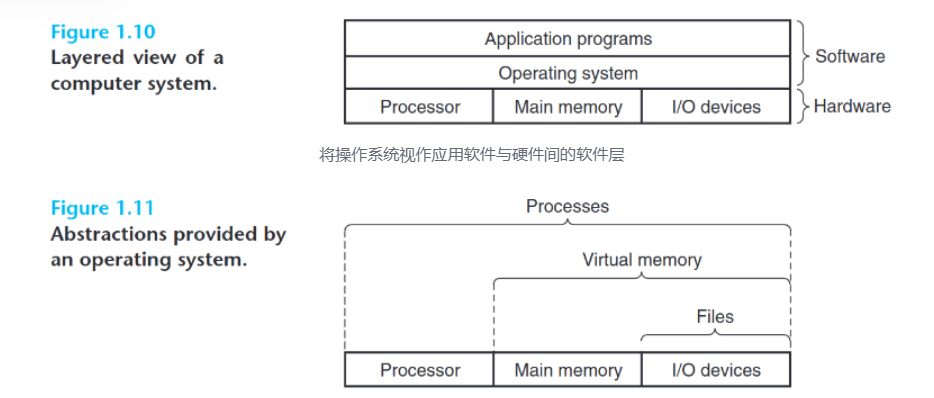 Figure 1.10
Layered view of a
computer system.
Application programs
Operating system
Processor
Main memory
I/O devices
Software
Hardware
将操作系统视作应用软件与硬件间的软件层
Figure 1.11
Abstractions provided by
an operating system.
Processes
Virtual memory
Files
Processor
Main memory
I/O devices